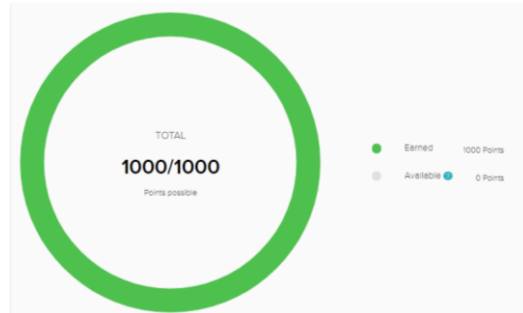 TOTAL
1000/1000
Points possible
Earned 1000 Points
Available ? 0 Points